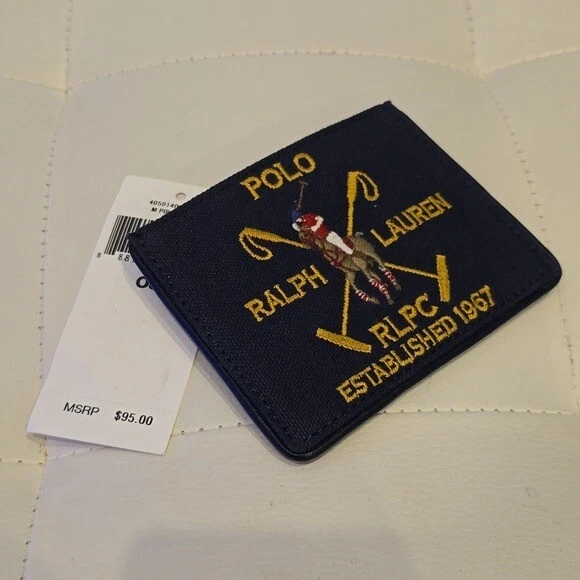 POLO
RALPH LAUREN
RLPC
ESTABLISHED 1967
MSRP $95.00